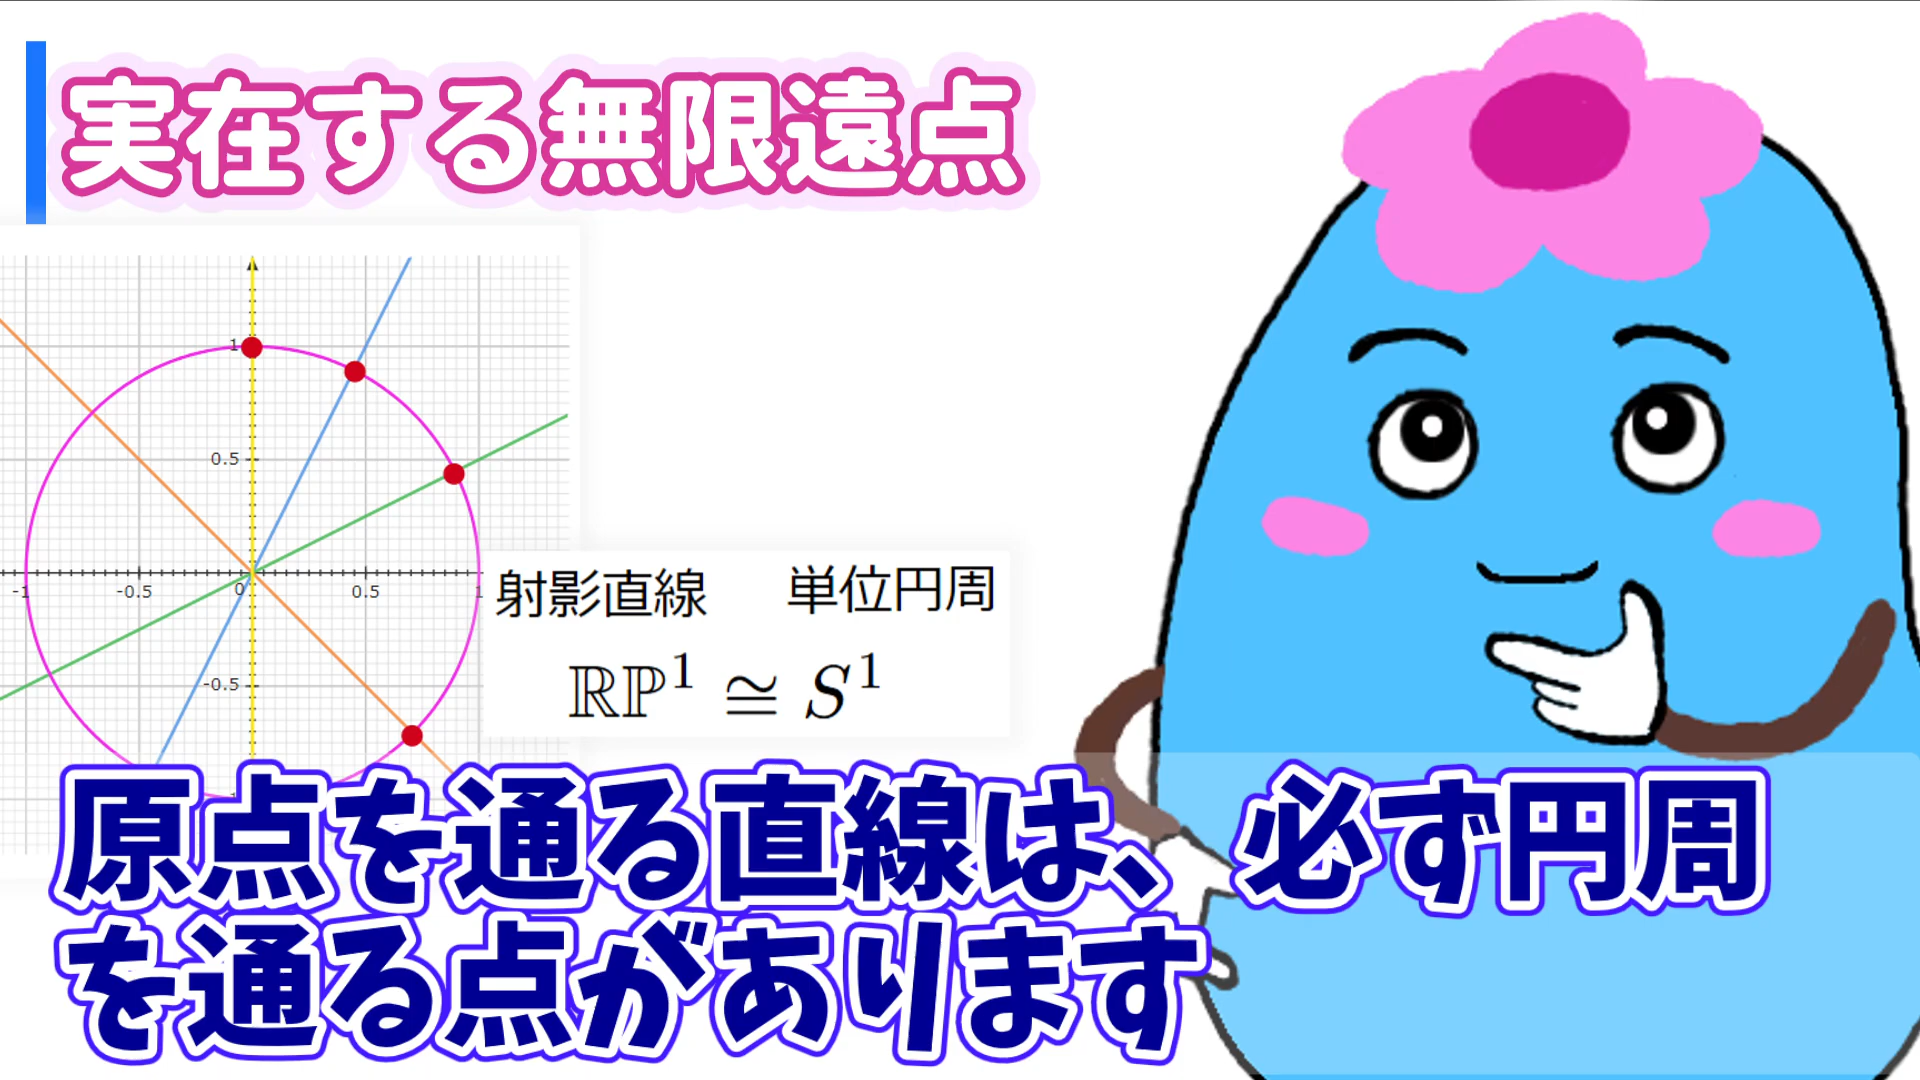 実在する無限遠点
1
0.5
-1
-0.5
0
0.5
1
射影直線 単位円周
ℝℙ¹ ≅ S¹
-0.5
原点を通る直線は、必ず円周
を通る点があります